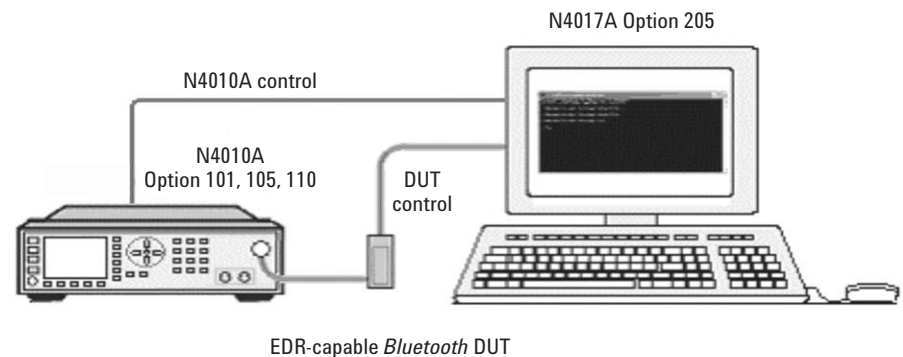 N4017A Option 205
N4010A control
N4010A
Option 101, 105, 110
DUT
control
EDR-capable Bluetooth DUT